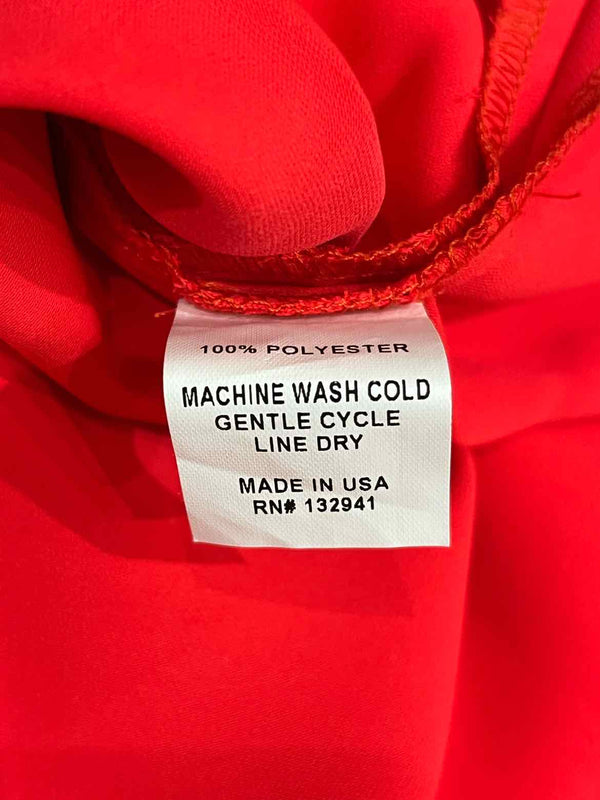 100% POLYESTER
MACHINE WASH COLD
GENTLE CYCLE
LINE DRY
MADE IN USA
RN# 132941